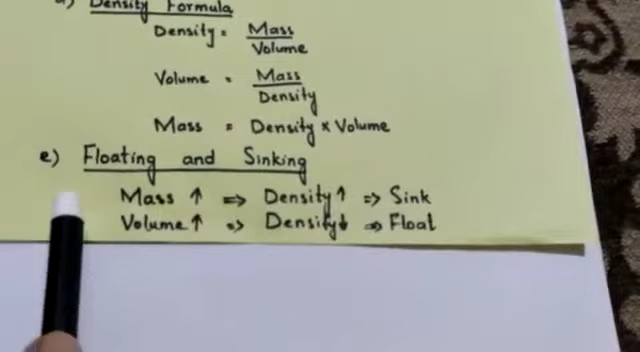 d) Density Formula
Density = Mass / Volume
Volume = Mass / Density
Mass = Density x Volume
e) Floating and Sinking
Mass ↑ => Density ↑ => Sink
Volume ↑ => Density ↓ => Float